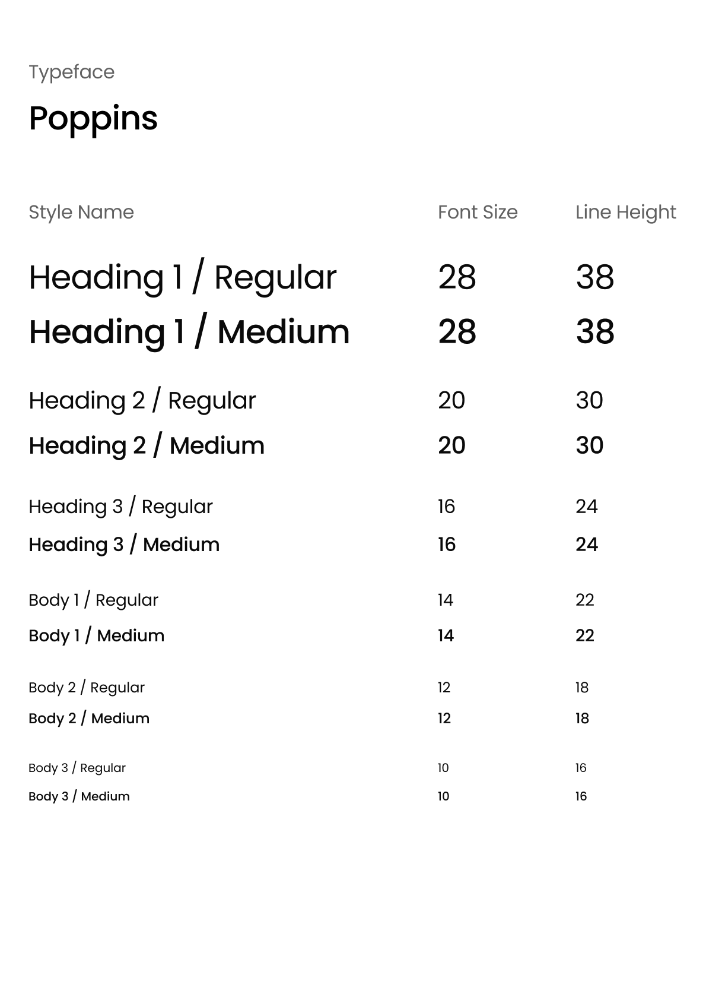 Typeface
Poppins
Style Name Font Size Line Height
Heading 1 / Regular 28 38
Heading 1 / Medium 28 38
Heading 2 / Regular 20 30
Heading 2 / Medium 20 30
Heading 3 / Regular 16 24
Heading 3 / Medium 16 24
Body 1 / Regular 14 22
Body 1 / Medium 14 22
Body 2 / Regular 12 18
Body 2 / Medium 12 18
Body 3 / Regular 10 16
Body 3 / Medium 10 16